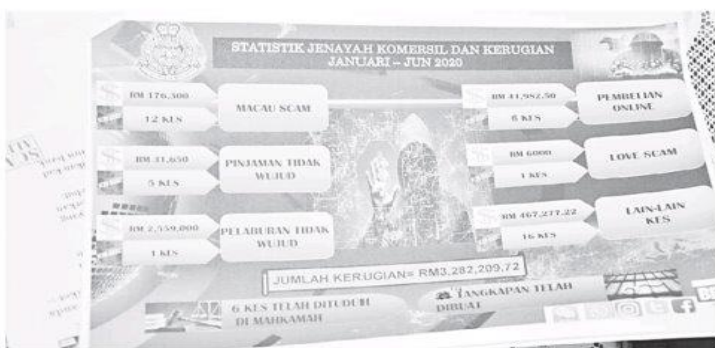 STATISTIK JENAYAH KOMERSIL DAN KERUGIAN
JANUARI – JUN 2020
RM 176,300
12 KES
MACAU SCAM
RM 31,650
5 KES
PINJAMAN TIDAK
WUJUD
RM 2,559,000
1 KES
PELABURAN TIDAK
WUJUD
RM 41,982.50
KES
PEMBELIAN
ONLINE
RM 6000
1 KES
LOVE SCAM
RM 467,277.22
16 KES
LAIN-LAIN
KES
JUMLAH KERUGIAN= RM3,282,209.72
6 KES TELAH DITUDUH
DI MAHKAMAH
TANGKAPAN TELAH
DIBUAT